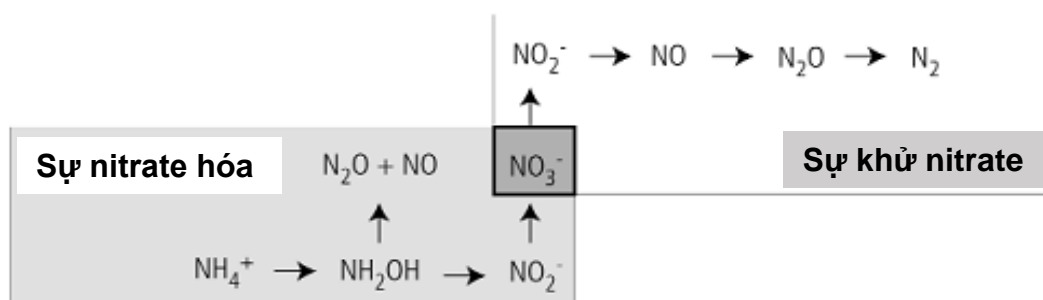 NO₂⁻ → NO → N₂O → N₂
Sự nitrate hóa N₂O + NO NO₃⁻ Sự khử nitrate
NH₄⁺ → NH₂OH → NO₂⁻